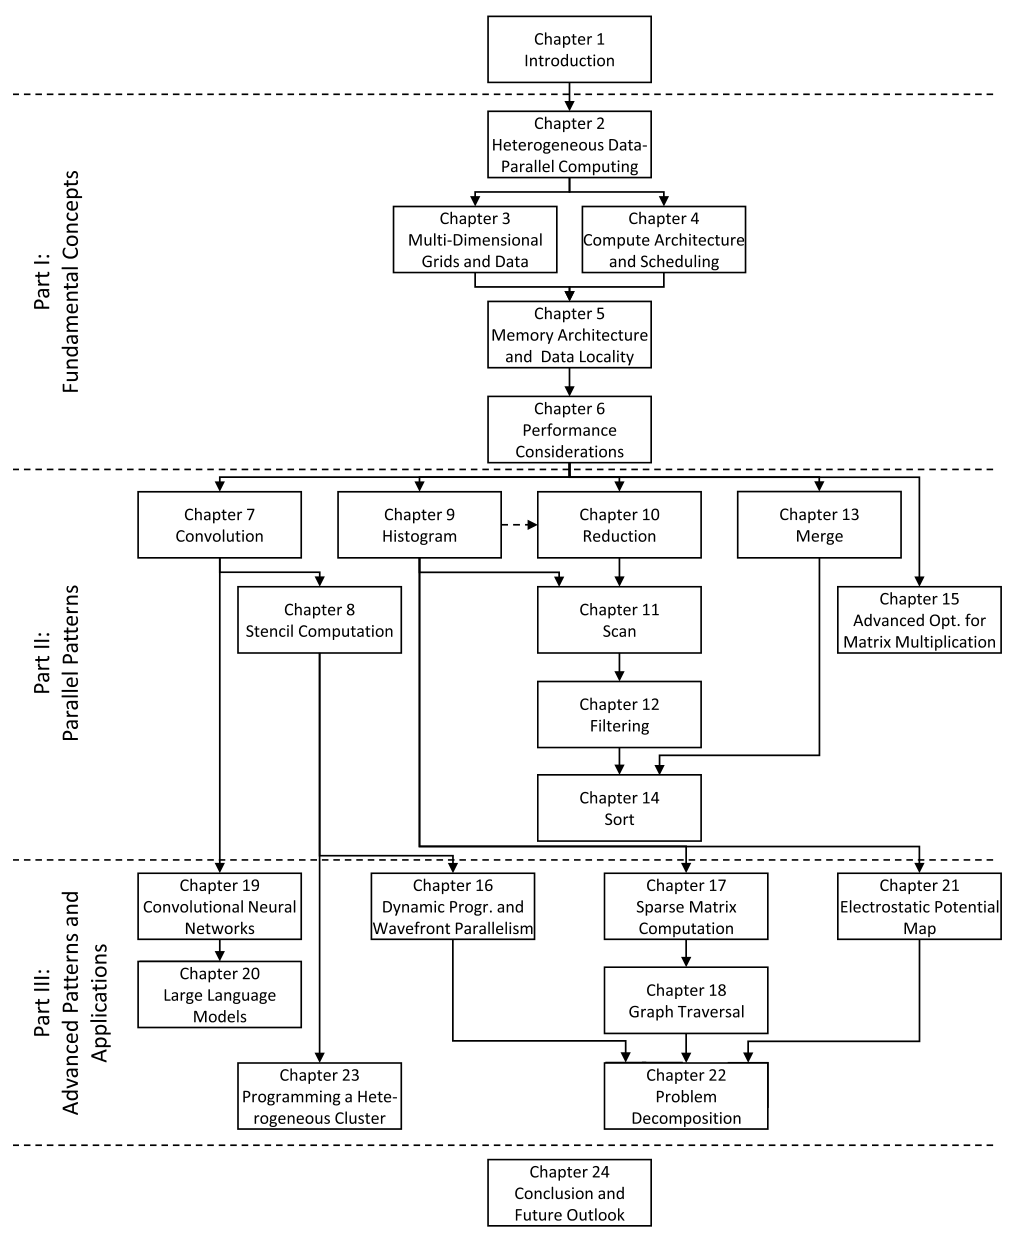 Chapter 1
Introduction
Part I:
Fundamental Concepts
Chapter 2
Heterogeneous Data-
Parallel Computing
Chapter 3
Multi-Dimensional
Grids and Data
Chapter 4
Compute Architecture
and Scheduling
Chapter 5
Memory Architecture
and Data Locality
Chapter 6
Performance
Considerations
Part II:
Parallel Patterns
Chapter 7
Convolution
Chapter 9
Histogram
Chapter 10
Reduction
Chapter 13
Merge
Chapter 8
Stencil Computation
Chapter 11
Scan
Chapter 15
Advanced Opt. for
Matrix Multiplication
Chapter 12
Filtering
Chapter 14
Sort
Part III:
Advanced Patterns and
Applications
Chapter 19
Convolutional Neural
Networks
Chapter 16
Dynamic Progr. and
Wavefront Parallelism
Chapter 17
Sparse Matrix
Computation
Chapter 21
Electrostatic Potential
Map
Chapter 20
Large Language
Models
Chapter 18
Graph Traversal
Chapter 23
Programming a Hete-
rogeneous Cluster
Chapter 22
Problem
Decomposition
Chapter 24
Conclusion and
Future Outlook